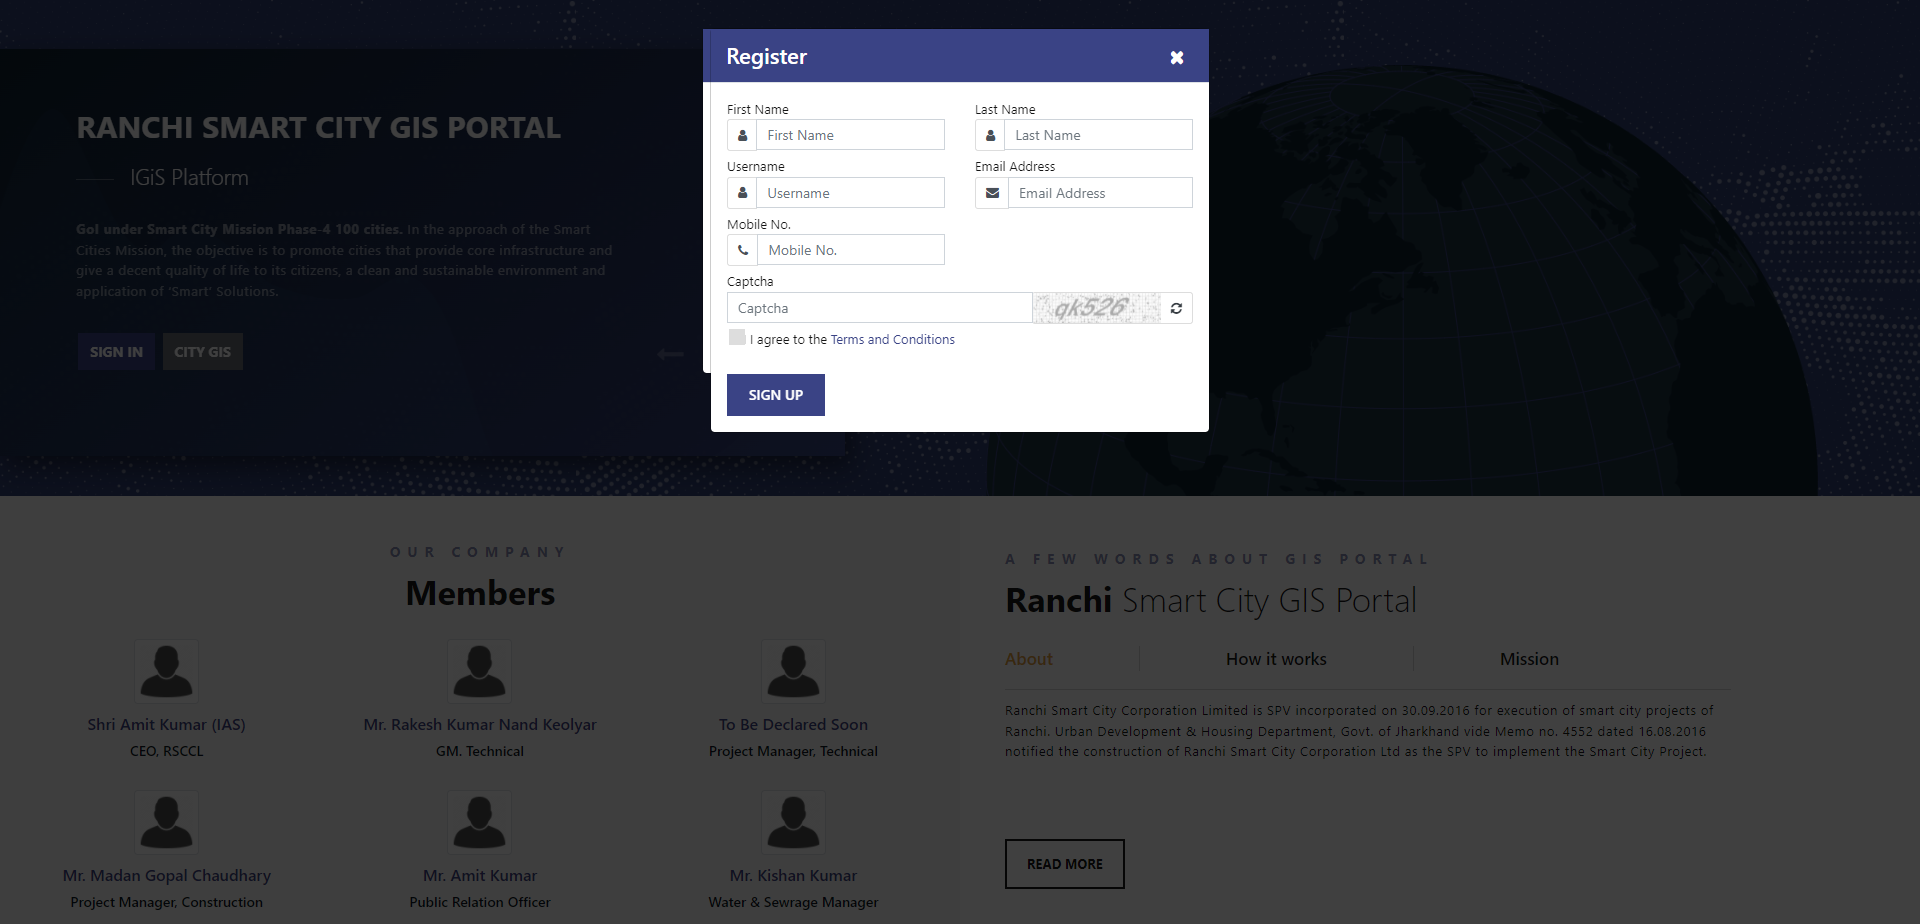 Register
First Name
Last Name
First Name
Last Name
Username
Email Address
Username
Email Address
Mobile No.
Mobile No.
Captcha
Captcha
qk526
I agree to the Terms and Conditions
SIGN UP
RANCHI SMART CITY GIS PORTAL
IGiS Platform
GoI under Smart City Mission Phase-4 100 cities. In the approach of the Smart
Cities Mission, the objective is to promote cities that provide core infrastructure and
give a decent quality of life to its citizens, a clean and sustainable environment and
application of 'Smart' Solutions.
SIGN IN
CITY GIS
OUR COMPANY
Members
Shri Amit Kumar (IAS)
CEO, RSCCL
Mr. Rakesh Kumar Nand Keolyar
GM. Technical
To Be Declared Soon
Project Manager, Technical
Mr. Madan Gopal Chaudhary
Project Manager, Construction
Mr. Amit Kumar
Public Relation Officer
Mr. Kishan Kumar
Water & Sewrage Manager
A FEW WORDS ABOUT GIS PORTAL
Ranchi Smart City GIS Portal
About
How it works
Mission
Ranchi Smart City Corporation Limited is SPV incorporated on 30.09.2016 for execution of smart city projects of
Ranchi. Urban Development & Housing Department, Govt. of Jharkhand vide Memo no. 4552 dated 16.08.2016
notified the construction of Ranchi Smart City Corporation Ltd as the SPV to implement the Smart City Project.
READ MORE